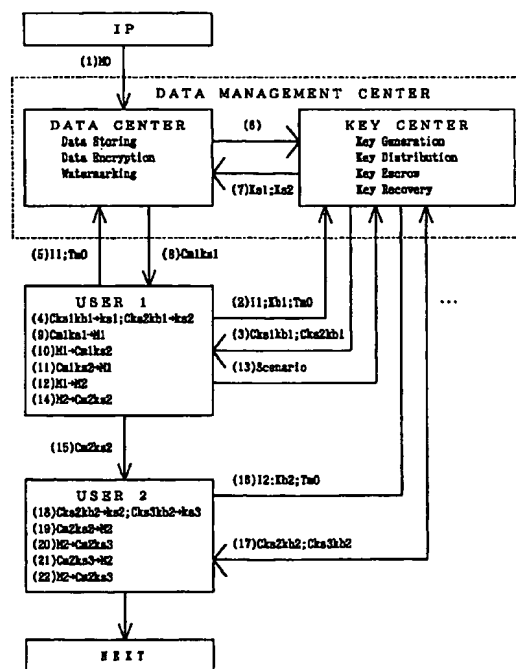 IP
(1)M0
DATA MANAGEMENT CENTER
DATA CENTER
Data Storing
Data Encryption
Watermarking
(6)
KEY CENTER
Key Generation
Key Distribution
Key Escrow
Key Recovery
(7)Ks1;Ks2
(5)I1;Tm0
(8)Cm1ks1
USER 1
(4)Cks1kb1→ks1;Cks2kb1→ks2
(9)Cm1ks1→M1
(10)M1→Cm1ks2
(11)Cm1ks2→M1
(12)M1→M2
(14)M2→Cm2ks2
(2)I1;Kb1;Tm0
(3)Cks1kb1;Cks2kb1
(13)Scenario
...
(15)Cm2ks2
USER 2
(18)Cks2kb2→ks2;Cks3kb2→ks3
(19)Cm2ks2→M2
(20)M2→Cm2ks3
(21)Cm2ks3→M2
(22)M2→Cm2ks3
(16)I2;Kb2;Tm0
(17)Cks2kb2;Cks3kb2
NEXT